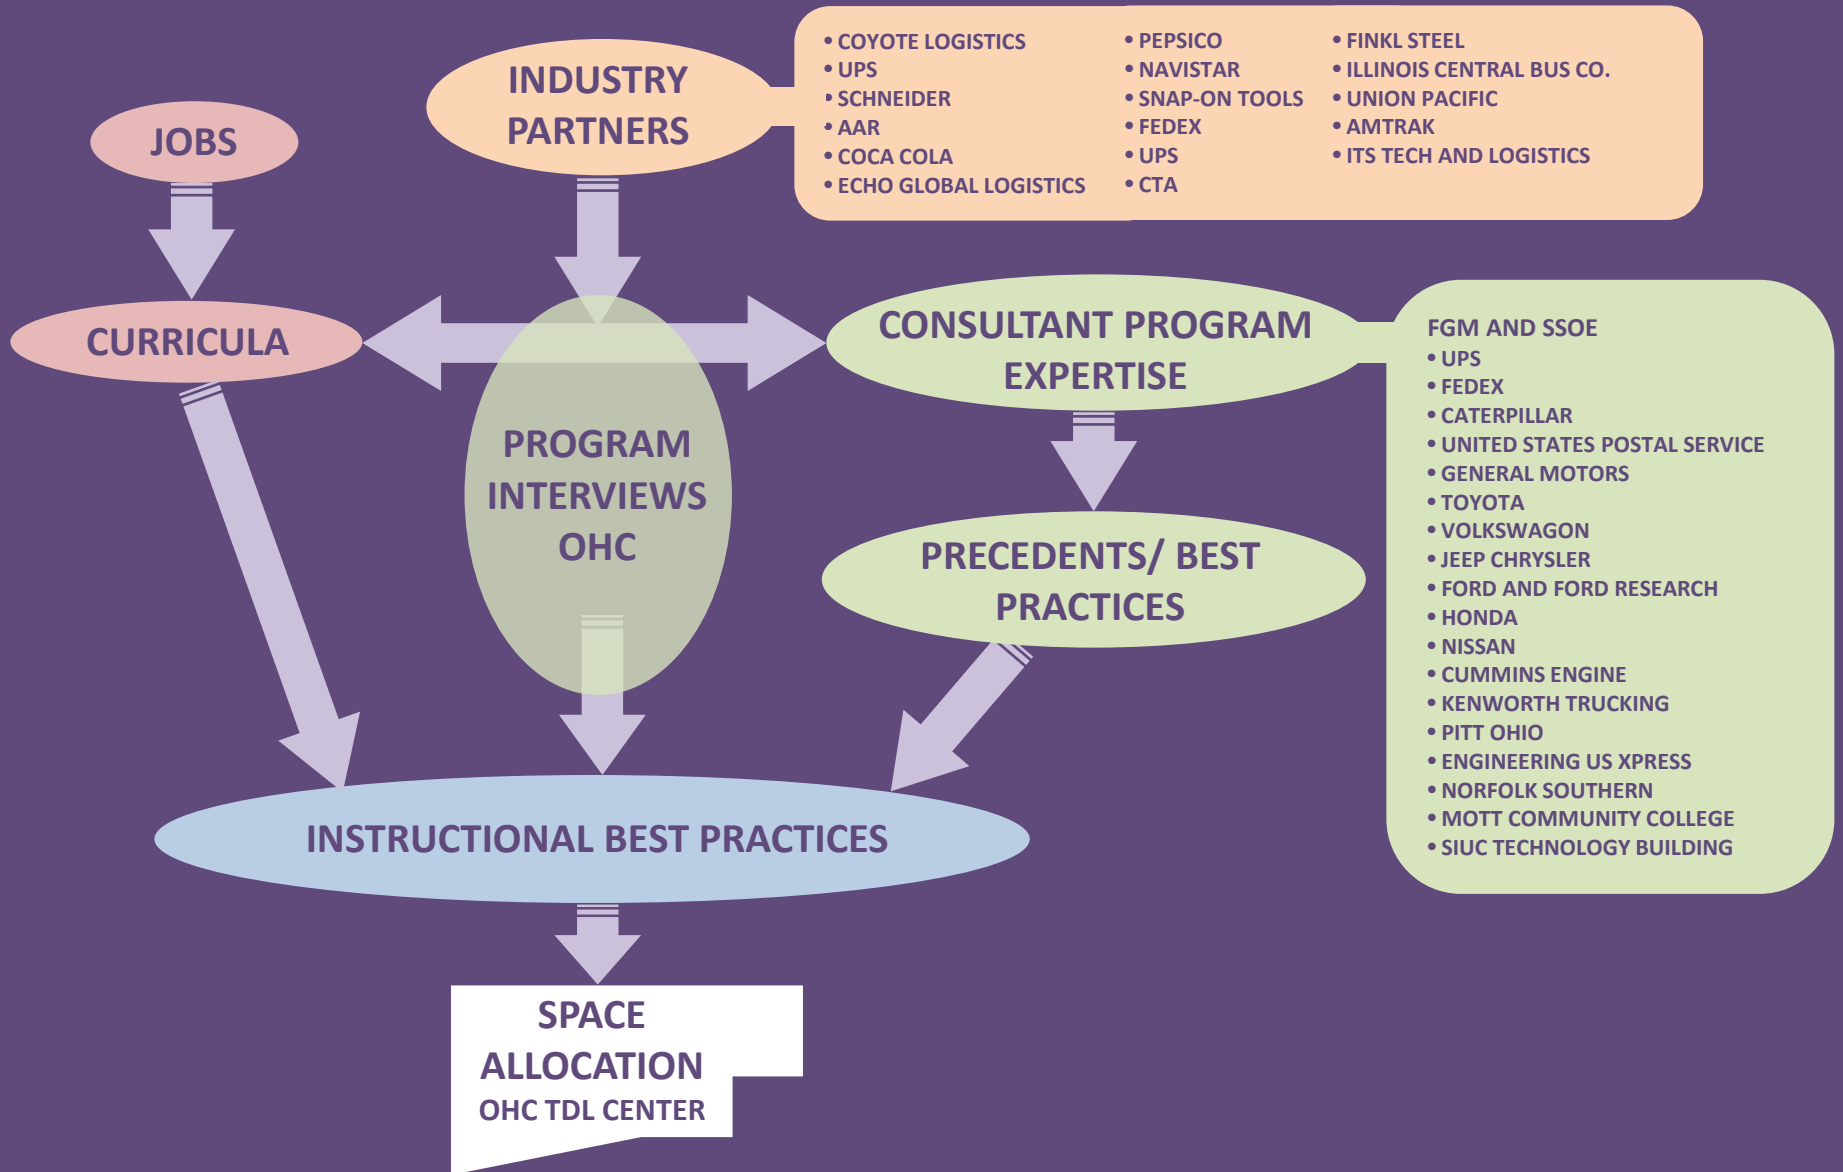 INDUSTRY
PARTNERS
• COYOTE LOGISTICS
• UPS
• SCHNEIDER
• AAR
• COCA COLA
• ECHO GLOBAL LOGISTICS
• PEPSICO
• NAVISTAR
• SNAP-ON TOOLS
• FEDEX
• UPS
• CTA
• FINKL STEEL
• ILLINOIS CENTRAL BUS CO.
• UNION PACIFIC
• AMTRAK
• ITS TECH AND LOGISTICS
JOBS
CURRICULA
CONSULTANT PROGRAM
EXPERTISE
FGM AND SSOE
• UPS
• FEDEX
• CATERPILLAR
• UNITED STATES POSTAL SERVICE
• GENERAL MOTORS
• TOYOTA
• VOLKSWAGON
• JEEP CHRYSLER
• FORD AND FORD RESEARCH
• HONDA
• NISSAN
• CUMMINS ENGINE
• KENWORTH TRUCKING
• PITT OHIO
• ENGINEERING US XPRESS
• NORFOLK SOUTHERN
• MOTT COMMUNITY COLLEGE
• SIUC TECHNOLOGY BUILDING
PROGRAM
INTERVIEWS
OHC
PRECEDENTS/ BEST
PRACTICES
INSTRUCTIONAL BEST PRACTICES
SPACE
ALLOCATION
OHC TDL CENTER